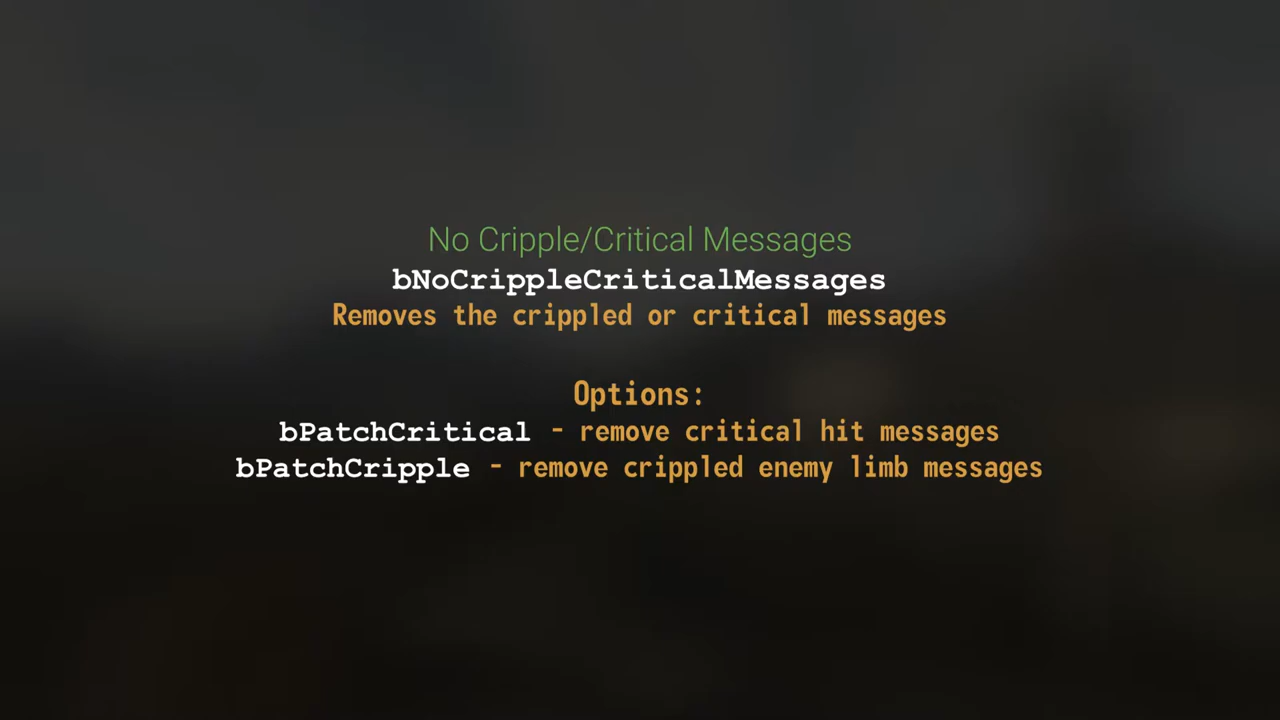 No Cripple/Critical Messages
bNoCrippleCriticalMessages
Removes the crippled or critical messages
Options:
bPatchCritical - remove critical hit messages
bPatchCripple - remove crippled enemy limb messages